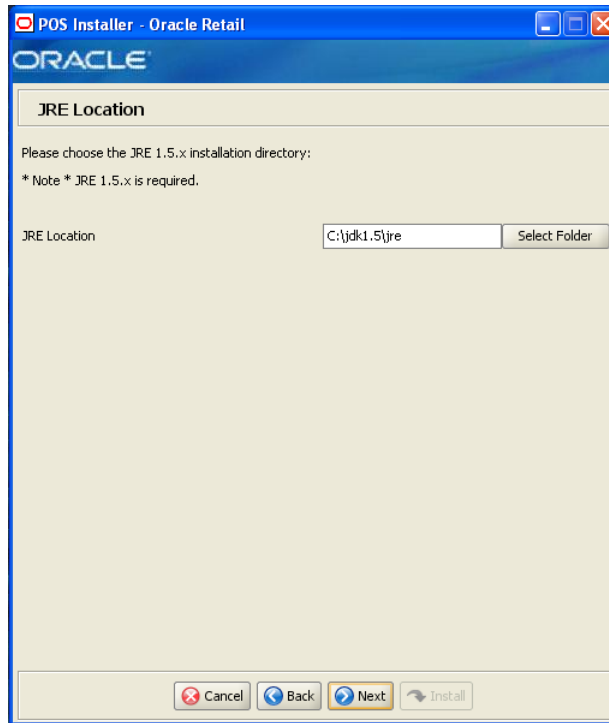 POS Installer - Oracle Retail
ORACLE
JRE Location
Please choose the JRE 1.5.x installation directory:
* Note * JRE 1.5.x is required.
JRE Location C:\jdk1.5\jre Select Folder
Cancel Back Next Install